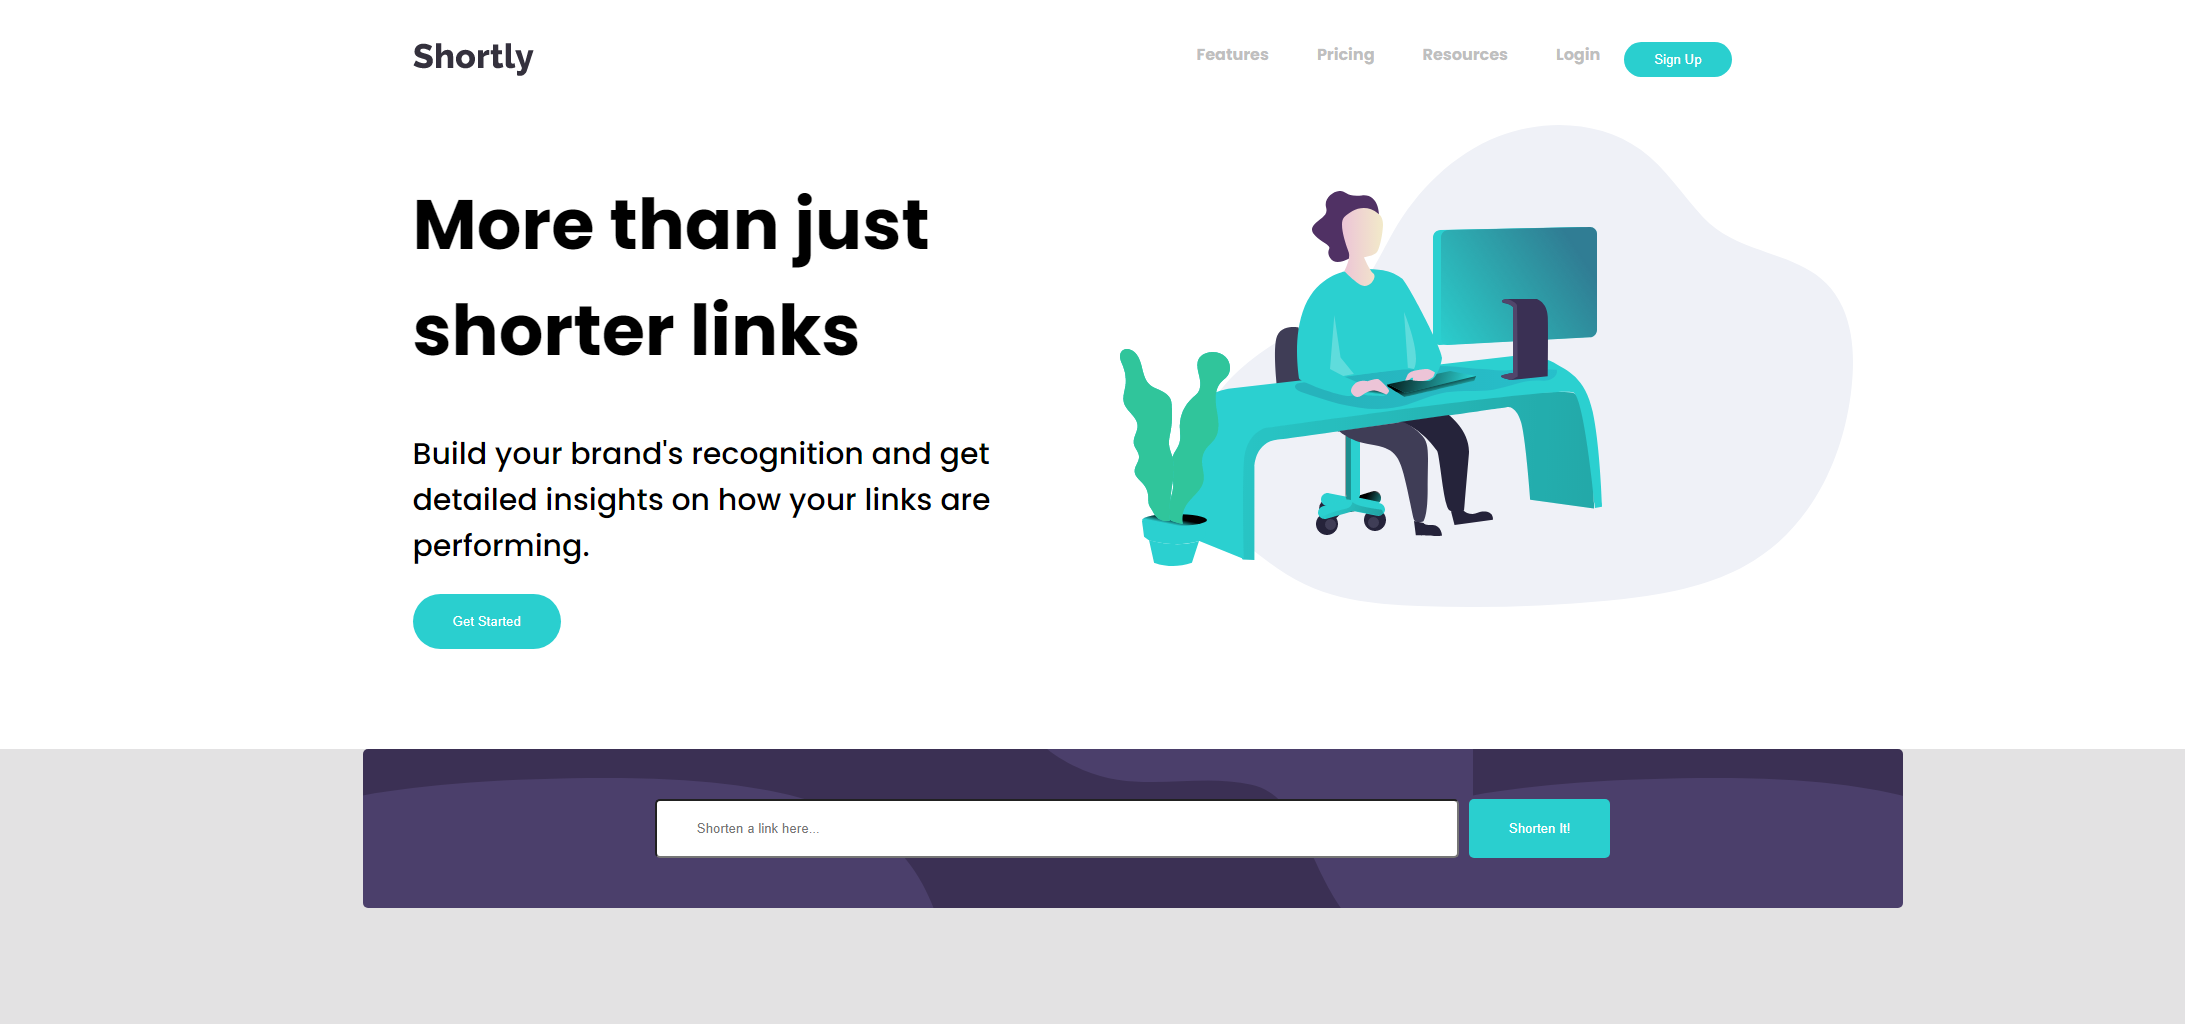 Shortly
Features Pricing Resources Login Sign Up
More than just
shorter links
Build your brand's recognition and get
detailed insights on how your links are
performing.
Get Started
Shorten a link here...
Shorten It!